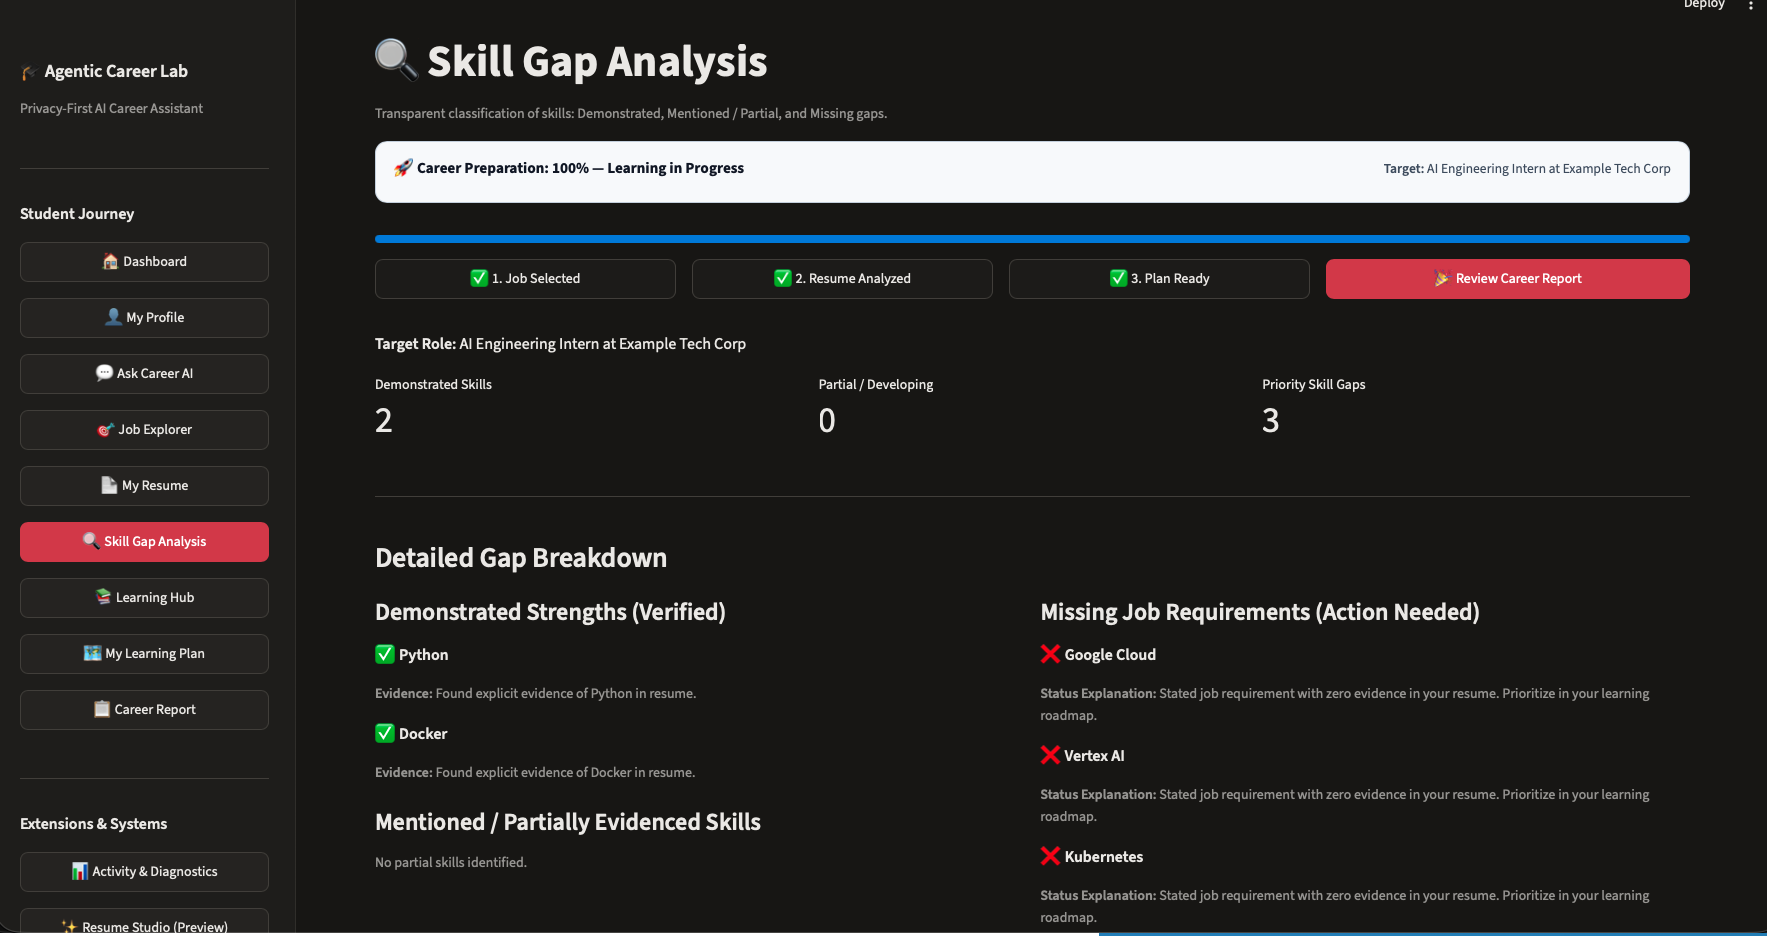 Deploy
Agentic Career Lab
Privacy-First AI Career Assistant
Student Journey
Dashboard
My Profile
Ask Career AI
Job Explorer
My Resume
Skill Gap Analysis
Learning Hub
My Learning Plan
Career Report
Extensions & Systems
Activity & Diagnostics
Resume Studio (Preview)
Skill Gap Analysis
Transparent classification of skills: Demonstrated, Mentioned / Partial, and Missing gaps.
Career Preparation: 100% — Learning in Progress
Target: AI Engineering Intern at Example Tech Corp
1. Job Selected
2. Resume Analyzed
3. Plan Ready
Review Career Report
Target Role: AI Engineering Intern at Example Tech Corp
Demonstrated Skills
2
Partial / Developing
0
Priority Skill Gaps
3
Detailed Gap Breakdown
Demonstrated Strengths (Verified)
Python
Evidence: Found explicit evidence of Python in resume.
Docker
Evidence: Found explicit evidence of Docker in resume.
Mentioned / Partially Evidenced Skills
No partial skills identified.
Missing Job Requirements (Action Needed)
Google Cloud
Status Explanation: Stated job requirement with zero evidence in your resume. Prioritize in your learning
roadmap.
Vertex AI
Status Explanation: Stated job requirement with zero evidence in your resume. Prioritize in your learning
roadmap.
Kubernetes
Status Explanation: Stated job requirement with zero evidence in your resume. Prioritize in your learning
roadmap.